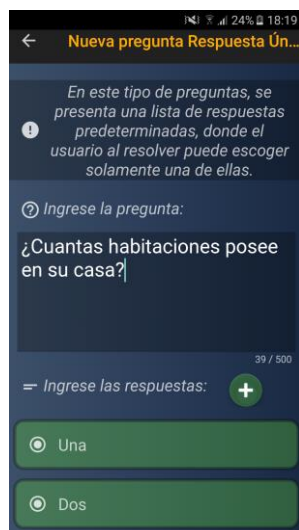 24% 18:19
Nueva pregunta Respuesta Ún...
En este tipo de preguntas, se
presenta una lista de respuestas
predeterminadas, donde el
usuario al resolver puede escoger
solamente una de ellas.
Ingrese la pregunta:
¿Cuantas habitaciones posee
en su casa?
39 / 500
Ingrese las respuestas:
Una
Dos